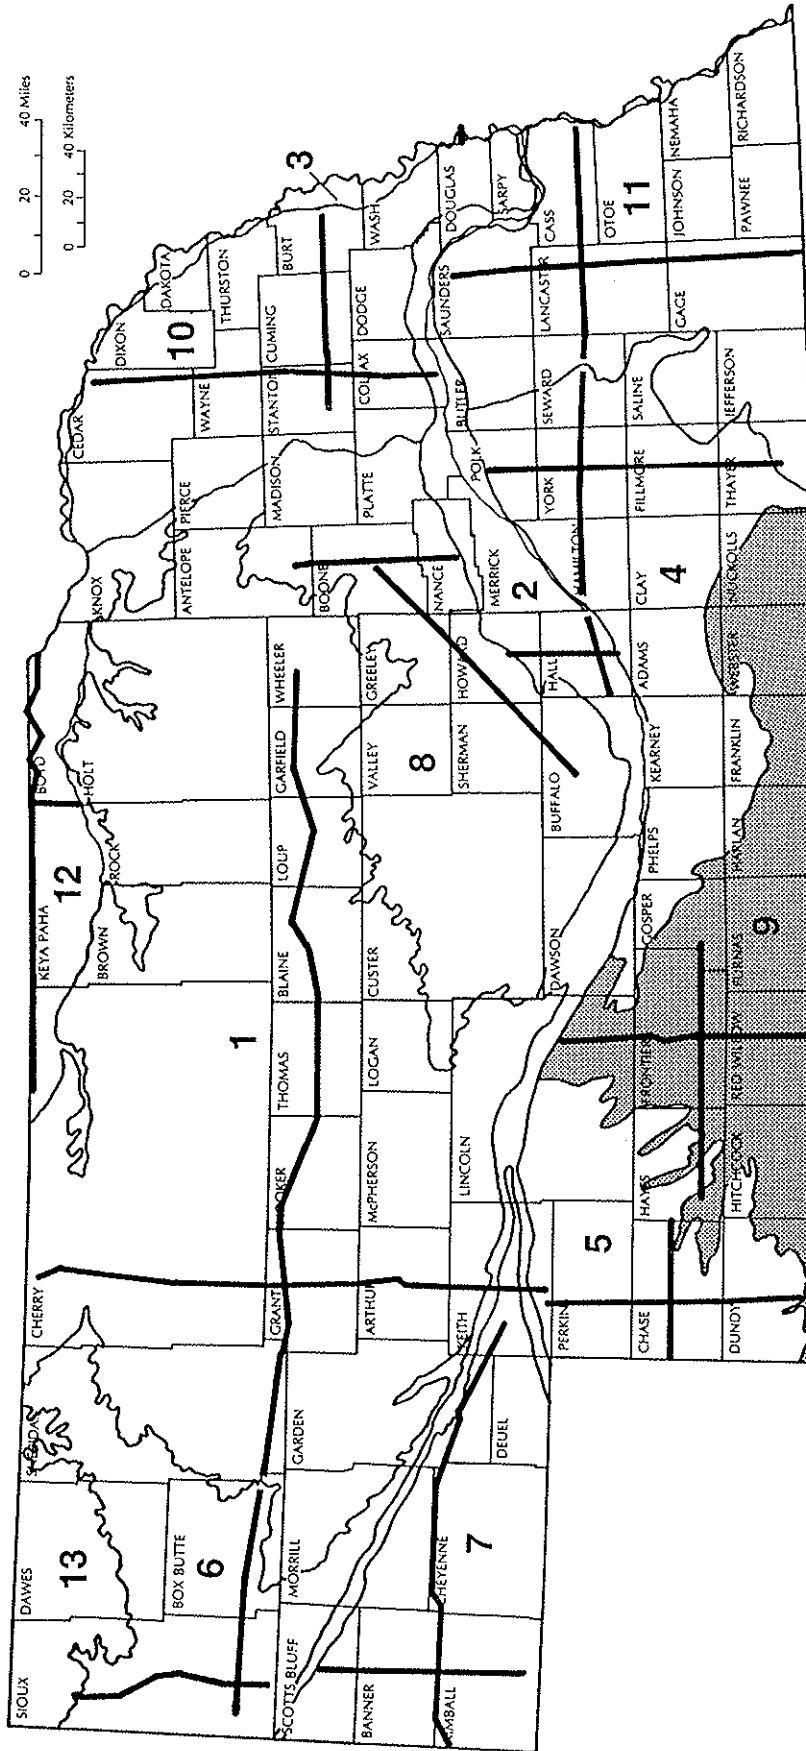 0 20 40 Miles
0 20 40 Kilometers
SIOUX
DAWES
SHERIDAN
CHERRY
KEYA PAHA
BOYD
KNOX
CEDAR
DIXON
DAKOTA
13
12
10
BROWN
ROCK
HOLT
ANTELOPE
PIERCE
WAYNE
THURSTON
BOX BUTTE
6
1
SCOTTS BLUFF
MORRILL
GARDEN
GRANT
HOOKER
THOMAS
BLAINE
LOUP
GARFIELD
WHEELER
BOONE
MADISON
STANTON
CUMING
BURT
3
BANNER
ARTHUR
McPHERSON
LOGAN
CUSTER
VALLEY
GREELEY
8
NANCE
PLATTE
COLFAX
DODGE
WASH
KIMBALL
CHEYENNE
7
DEUEL
KEITH
LINCOLN
SHERMAN
HOWARD
MERRICK
2
POLK
BUTLER
SAUNDERS
DOUGLAS
SARPY
PERKINS
5
DAWSON
BUFFALO
HALL
HAMILTON
YORK
SEWARD
LANCASTER
CASS
OTOE
11
CHASE
HAYES
FRONTIER
GOSPER
PHELPS
KEARNEY
ADAMS
CLAY
4
FILLMORE
SALINE
GAGE
JOHNSON
NEMAHA
DUNDY
HITCHCOCK
RED WILLOW
FURNAS
9
HARLAN
FRANKLIN
WEBSTER
NUCKOLLS
THAYER
JEFFERSON
PAWNEE
RICHARDSON